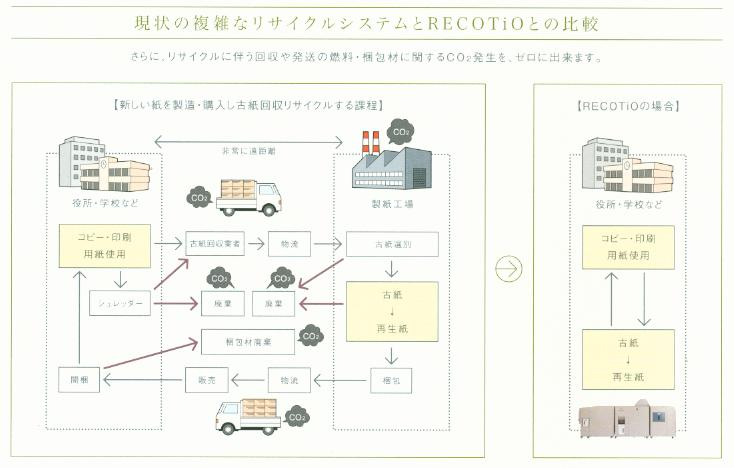 現状の複雑なリサイクルシステムとRECOTiOとの比較
さらに、リサイクルに伴う回収や発送の燃料・梱包材に関するCO₂発生を、ゼロに出来ます。
【新しい紙を製造・購入し古紙回収リサイクルする課程】
非常に遠距離
CO₂
役所・学校など
CO₂
製紙工場
コピー・印刷
用紙使用
古紙回収業者
物流
古紙選別
シュレッター
CO₂
廃棄
CO₂
廃棄
古紙
↓
再生紙
梱包材廃棄
CO₂
開梱
販売
物流
梱包
CO₂
【RECOTiOの場合】
役所・学校など
コピー・印刷
用紙使用
古紙
↓
再生紙